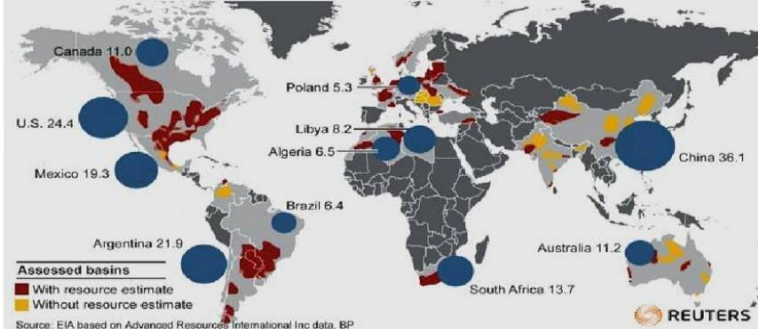 Canada 11.0
Poland 5.3
U.S. 24.4
Libya 8.2
Algeria 6.5
China 36.1
Mexico 19.3
Brazil 6.4
Argentina 21.9
Australia 11.2
Assessed basins
With resource estimate
South Africa 13.7
Without resource estimate
REUTERS
Source: EIA based on Advanced Resources International Inc data, BP